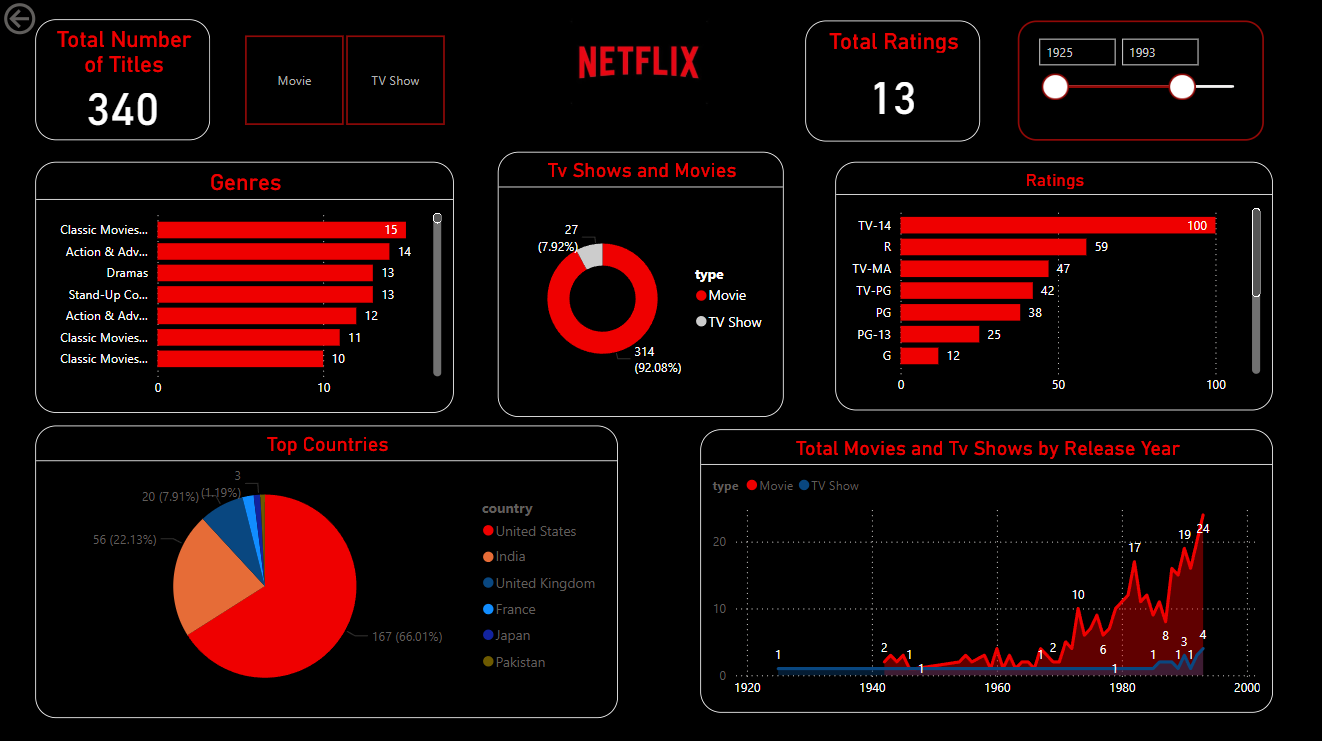 Total Number
of Titles
340
Movie
TV Show
NETFLIX
Total Ratings
13
1925
1993
Genres
Classic Movies...
15
Action & Adv...
14
Dramas
13
Stand-Up Co...
13
Action & Adv...
12
Classic Movies...
11
Classic Movies...
10
0
10
Tv Shows and Movies
27
(7.92%)
314
(92.08%)
type
Movie
TV Show
Ratings
TV-14
100
R
59
TV-MA
47
TV-PG
42
PG
38
PG-13
25
G
12
0
50
100
Top Countries
3
(1.19%)
20 (7.91%)
56 (22.13%)
167 (66.01%)
country
United States
India
United Kingdom
France
Japan
Pakistan
Total Movies and Tv Shows by Release Year
type
Movie
TV Show
20
10
0
1
2
1
1
1
2
10
6
1
17
1
8
19
1
3
1
24
4
1920
1940
1960
1980
2000